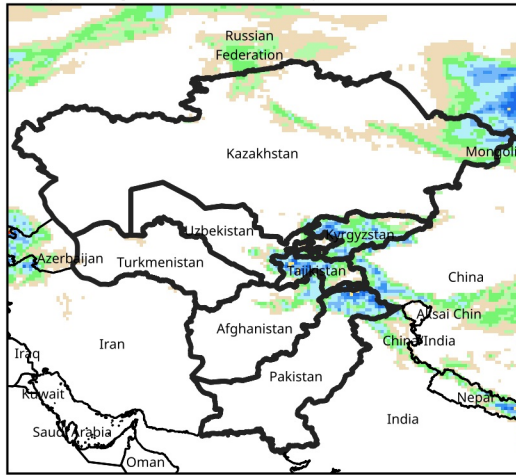 Russian
Federation
Kazakhstan
Mongoli
Uzbekistan
Kyrgyzstan
Azerbaijan
Turkmenistan
Tajikistan
China
Aksai Chin
Afghanistan
China/India
Iran
Iraq
Pakistan
Kuwait
Nepal
India
Saudi Arabia
Oman